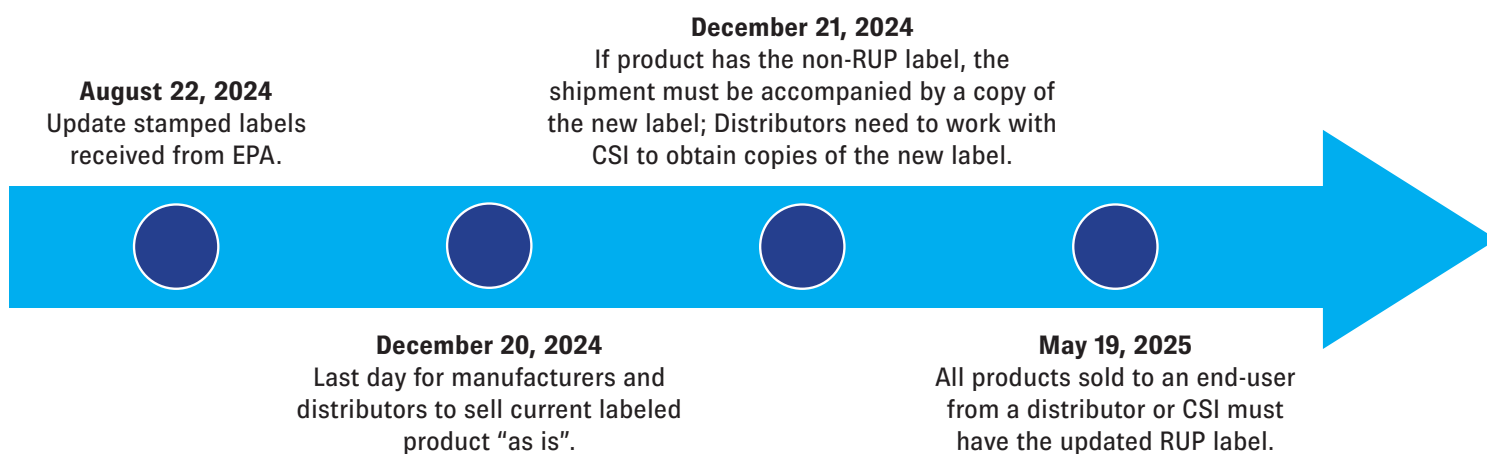 August 22, 2024
Update stamped labels
received from EPA.
December 20, 2024
Last day for manufacturers and
distributors to sell current labeled
product “as is”.
December 21, 2024
If product has the non-RUP label, the
shipment must be accompanied by a copy of
the new label; Distributors need to work with
CSI to obtain copies of the new label.
May 19, 2025
All products sold to an end-user
from a distributor or CSI must
have the updated RUP label.